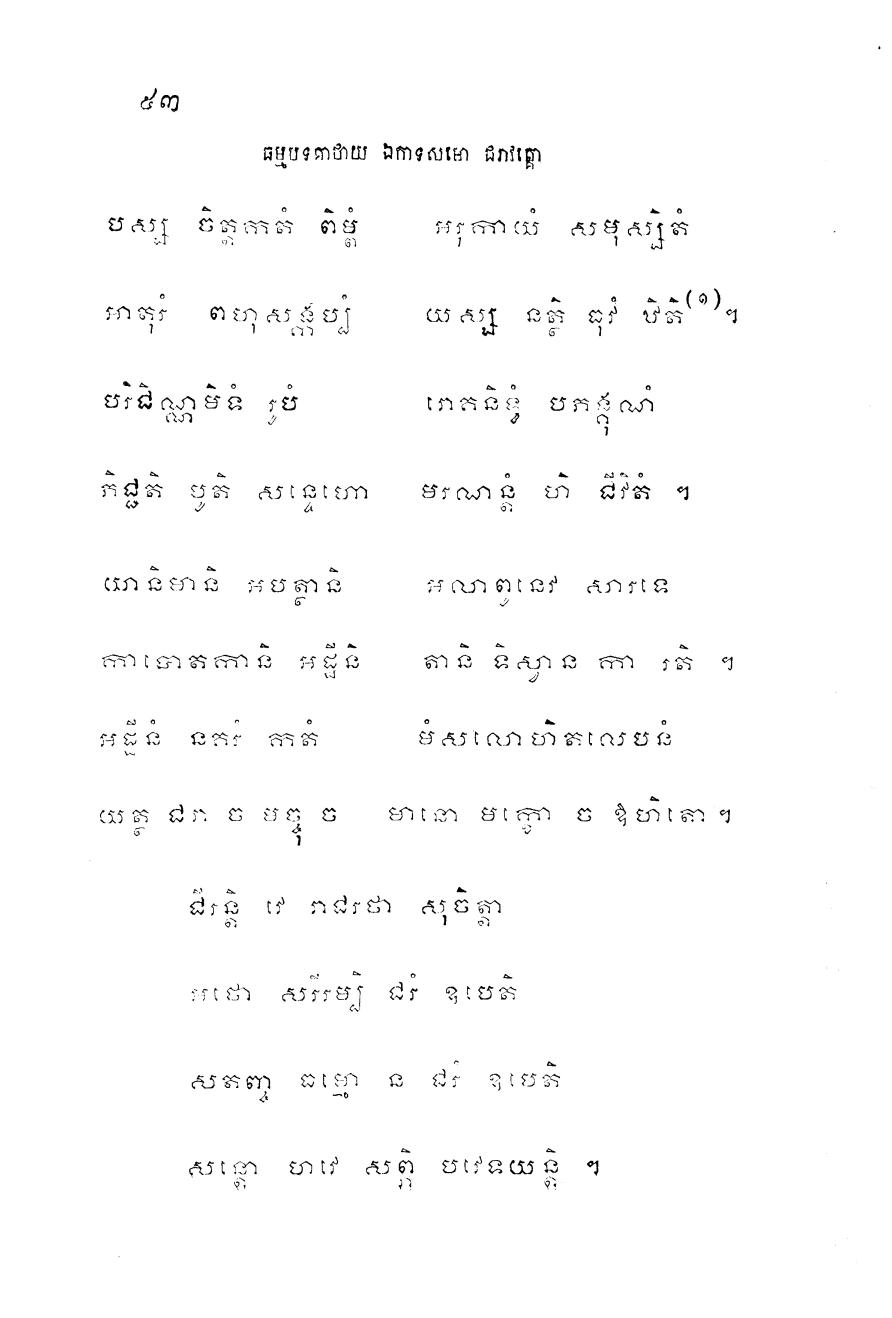 ៥៣
ធម្មបទគាថាយ ឯកាទសមោ ជរាវគ្គោ
បស្ស ចិត្តកតំ ពិម្ពំ អរុកាយំ សមុស្សិតំ
អាតុរំ ពហុសង្កប្បំ យស្ស នត្ថិ ធុវំ ឋិតិ(១)។
បរិជិណ្ណមិទំ រូបំ រោគនិទ្ធំ បភង្គុណំ
ភិជ្ជតិ បូតិ សន្ទេហោ មរណន្តំ ហិ ជីវិតំ ។
យានិមានិ អបត្ថានិ អលាពូនេវ សារទេ
កាបោតកានិ អដ្ឋីនិ តានិ ទិស្វាន កា រតិ ។
អដ្ឋីនំ នគរំ កតំ មំសលោហិតលេបនំ
យត្ថ ជរា ច មច្ចុ ច មានោ មក្ខោ ច ឱហិតោ។
ជីរន្តិ វេ រាជរថា សុចិត្តា
អថោ សរីរម្បិ ជរំ ឧបេតិ
សតញ្ច ធម្មោ ន ជរំ ឧបេតិ
សន្តោ ហវេ សព្ភិ បវេទយន្តិ ។